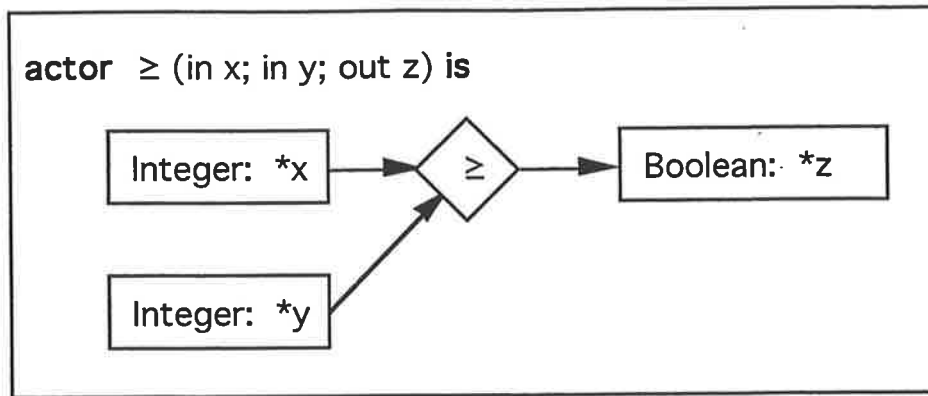 actor ≥ (in x; in y; out z) is
Integer: *x
≥
Boolean: *z
Integer: *y